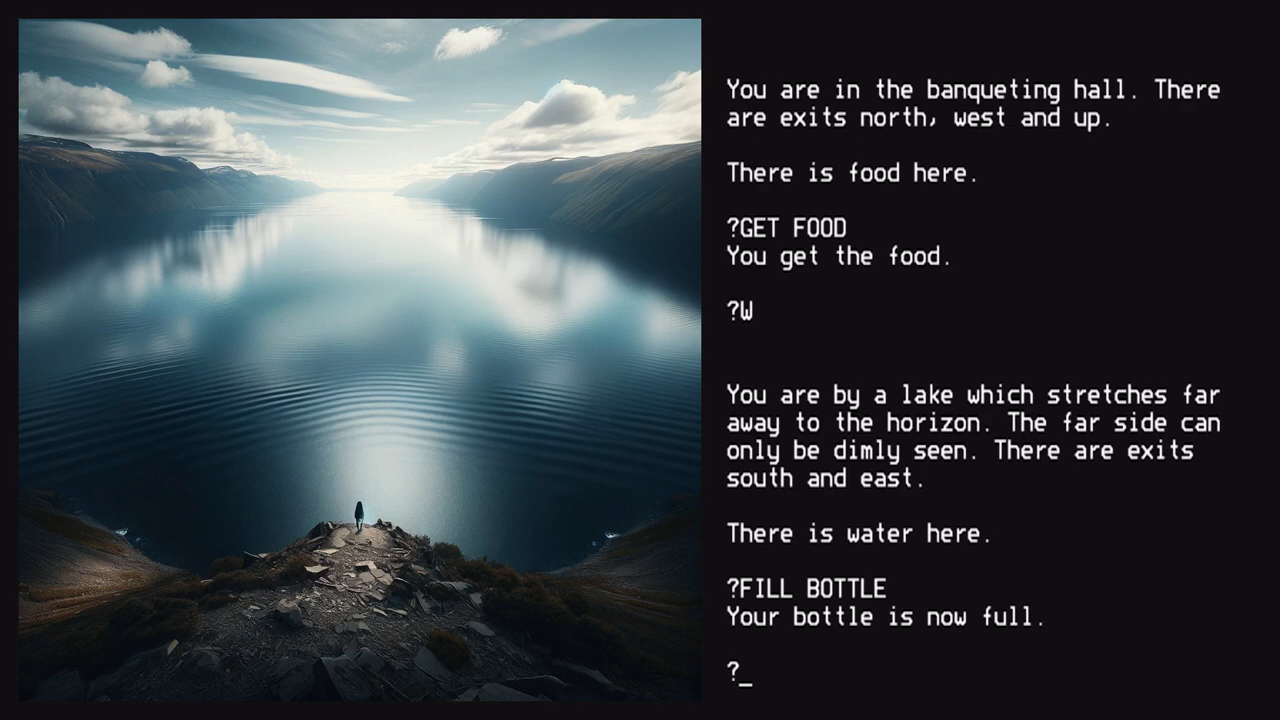 You are in the banqueting hall. There
are exits north, west and up.
There is food here.
?GET FOOD
You get the food.
?W
You are by a lake which stretches far
away to the horizon. The far side can
only be dimly seen. There are exits
south and east.
There is water here.
?FILL BOTTLE
Your bottle is now full.
?_